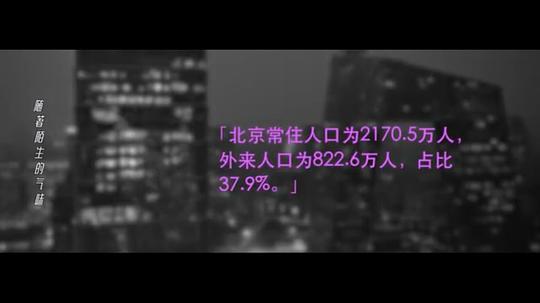 随著陌生的气味
「北京常住人口为2170.5万人，
外来人口为822.6万人，占比
37.9%。」